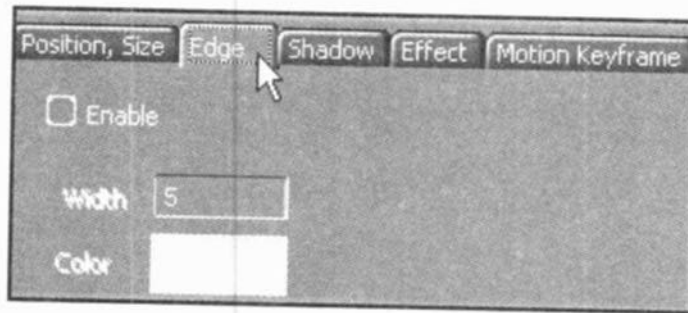 Position, Size Edge Shadow Effect Motion Keyframe
Enable
Width 5
Color